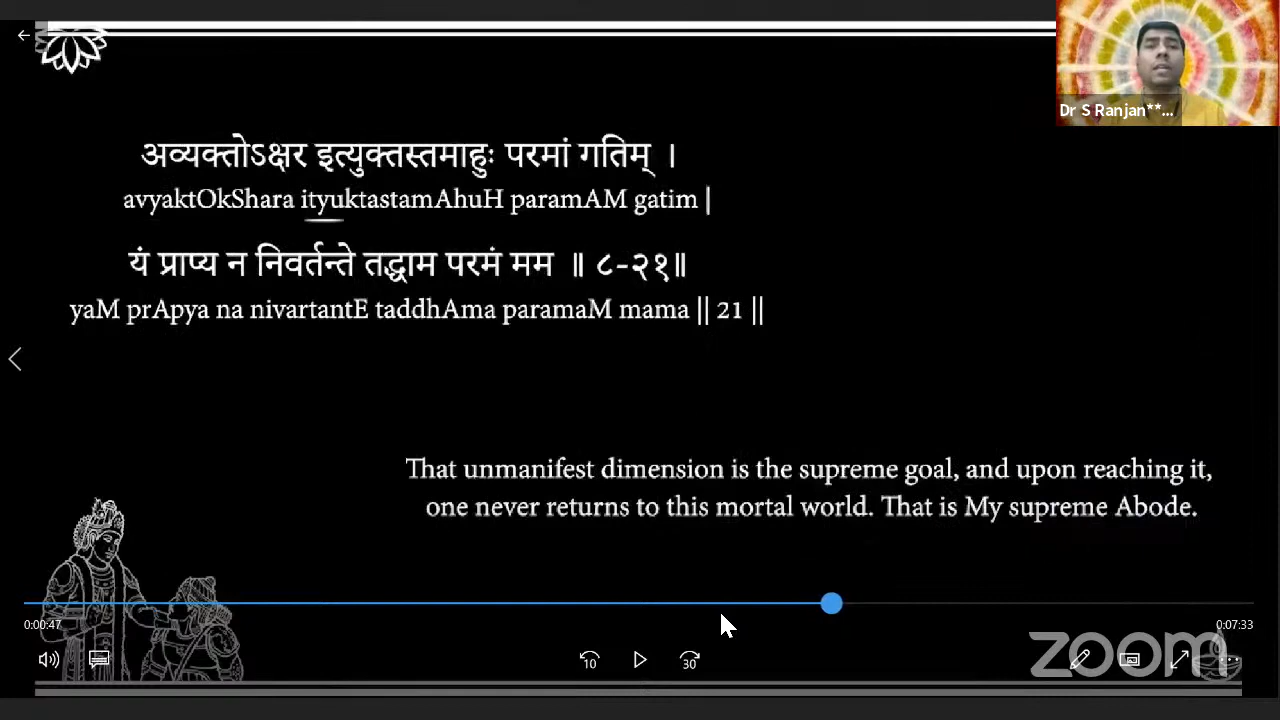 Dr S Ranjan**...
अव्यक्तोऽक्षर इत्युक्तस्तमाहुः परमां गतिम् ।
avyaktOkShara ityuktastamAhuH paramAM gatim |
यं प्राप्य न निवर्तन्ते तद्धाम परमं मम ॥ ८-२१॥
yaM prApya na nivartantE taddhAma paramaM mama || 21 ||
That unmanifest dimension is the supreme goal, and upon reaching it,
one never returns to this mortal world. That is My supreme Abode.
0:00:47 0:07:33
10 30
zoom